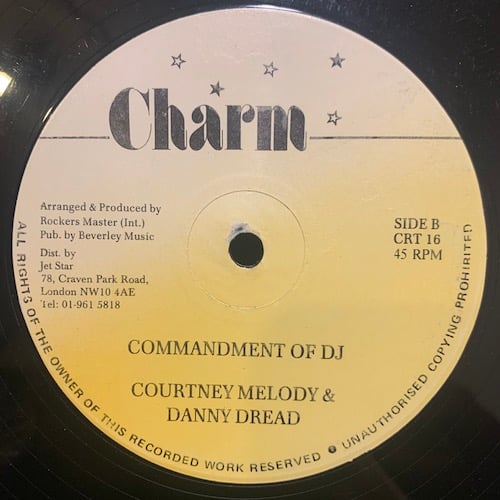 Charm
Arranged & Produced by
Rockers Master (Int.)
Pub. by Beverley Music
Dist. by
Jet Star
78, Craven Park Road,
London NW10 4AE
Tel: 01-961 5818
SIDE B
CRT 16
45 RPM
COMMANDMENT OF DJ
COURTNEY MELODY &
DANNY DREAD
ALL RIGHTS OF THE OWNER OF THIS RECORDED WORK RESERVED ● UNAUTHORISED COPYING PROHIBITED